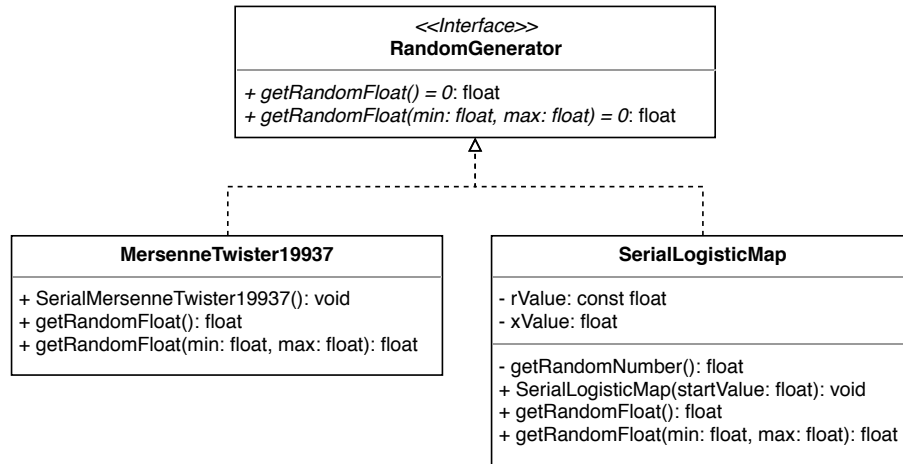 <<Interface>>
RandomGenerator
+ getRandomFloat() = 0: float
+ getRandomFloat(min: float, max: float) = 0: float
MersenneTwister19937
+ SerialMersenneTwister19937(): void
+ getRandomFloat(): float
+ getRandomFloat(min: float, max: float): float
SerialLogisticMap
- rValue: const float
- xValue: float
- getRandomNumber(): float
+ SerialLogisticMap(startValue: float): void
+ getRandomFloat(): float
+ getRandomFloat(min: float, max: float): float